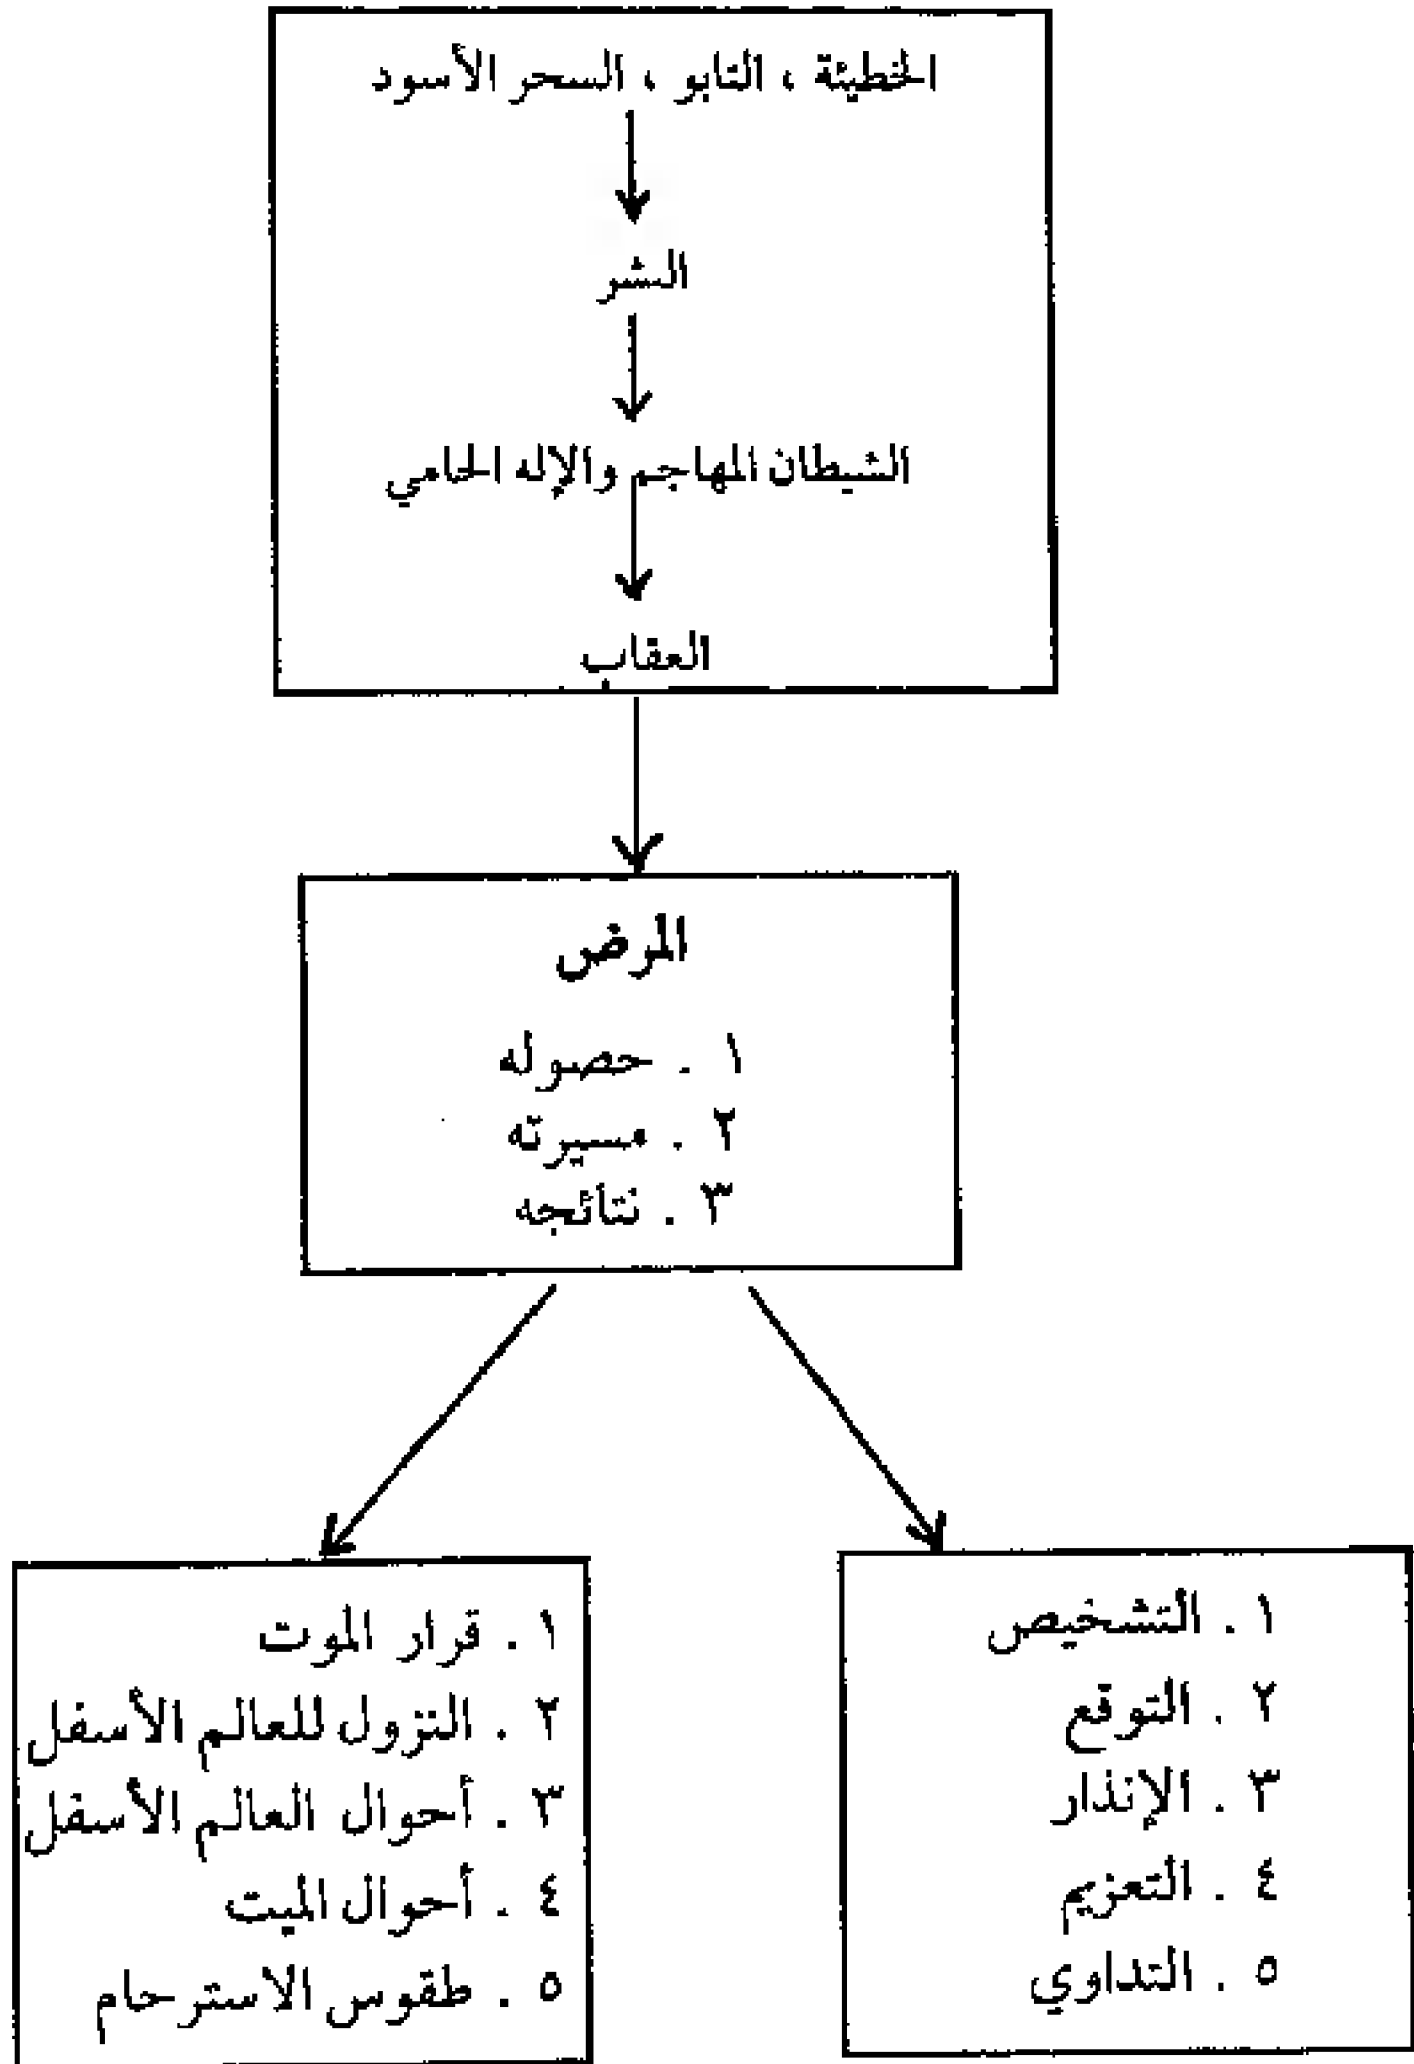 الخطيئة ، التابو ، السحر الأسود
الشر
الشيطان المهاجم والإله الحامي
العقاب
المرض
١ . حصوله
٢ . مسيرته
٣ . نتائجه
١ . التشخيص
٢ . التوقع
٣ . الإنذار
٤ . التعزيم
٥ . التداوي
١ . قرار الموت
٢ . النزول للعالم الأسفل
٣ . أحوال العالم الأسفل
٤ . أحوال الميت
٥ . طقوس الاسترحام